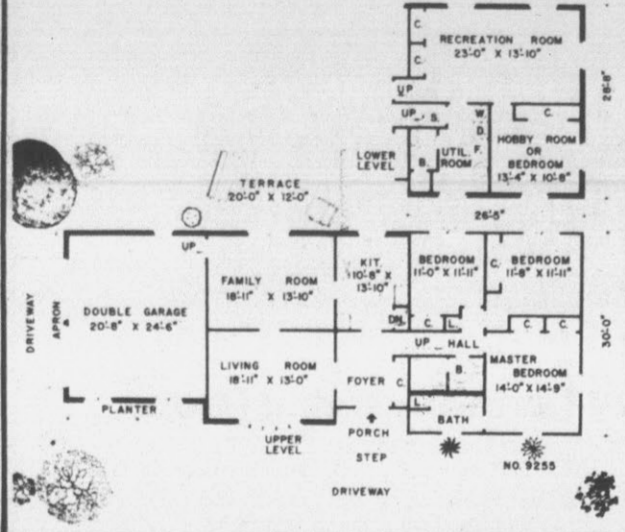 C.
RECREATION ROOM
23'-0" X 13'-10"
C.
UP
UP
S.
W.
D.
F.
C.
HOBBY ROOM
OR
BEDROOM
13'-4" X 10'-8"
B.
UTIL.
ROOM
LOWER
LEVEL
28'-8"
26'-5"
TERRACE
20'-0" X 12'-0"
UP
DRIVEWAY
APRON
DOUBLE GARAGE
20'-8" X 24'-6"
FAMILY ROOM
18'-11" X 13'-10"
KIT.
10'-8" X
13'-10"
BEDROOM
11'-0" X 11'-11"
C.
BEDROOM
11'-8" X 11'-11"
DN.
C.
L.
C.
C.
UP
HALL
30'-0"
LIVING ROOM
18'-11" X 13'-0"
FOYER
C.
B.
MASTER
BEDROOM
14'-0" X 14'-9"
L.
BATH
PLANTER
UPPER
LEVEL
PORCH
STEP
NO. 9255
DRIVEWAY